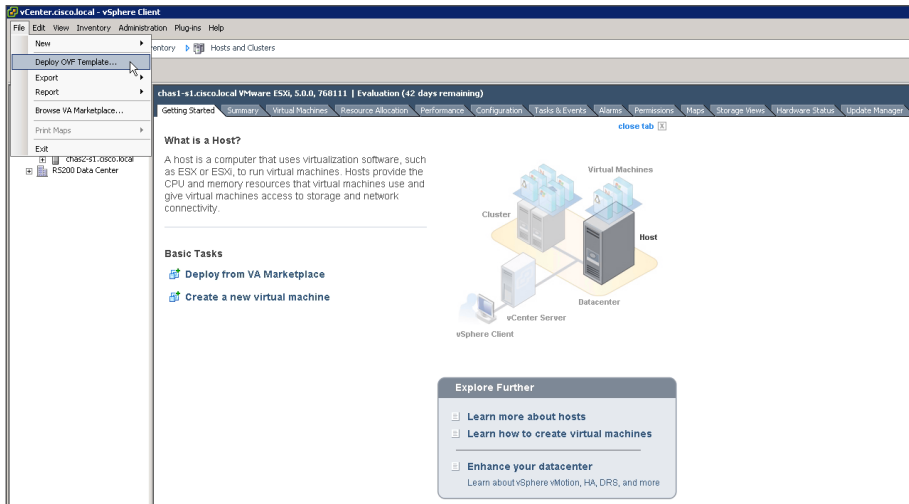 vCenter.cisco.local - vSphere Client
File Edit View Inventory Administration Plug-ins Help
New
Deploy OVF Template...
Export
Report
Browse VA Marketplace...
Print Maps
Exit
entory Hosts and Clusters
chas2-s1.cisco.local
R5200 Data Center
chas1-s1.cisco.local VMware ESXi, 5.0.0, 768111 | Evaluation (42 days remaining)
Getting Started Summary Virtual Machines Resource Allocation Performance Configuration Tasks & Events Alarms Permissions Maps Storage Views Hardware Status Update Manager
close tab X
What is a Host?
A host is a computer that uses virtualization software, such
as ESX or ESXi, to run virtual machines. Hosts provide the
CPU and memory resources that virtual machines use and
give virtual machines access to storage and network
connectivity.
Basic Tasks
Deploy from VA Marketplace
Create a new virtual machine
Virtual Machines
Cluster
Host
Datacenter
vCenter Server
vSphere Client
Explore Further
Learn more about hosts
Learn how to create virtual machines
Enhance your datacenter
Learn about vSphere vMotion, HA, DRS, and more